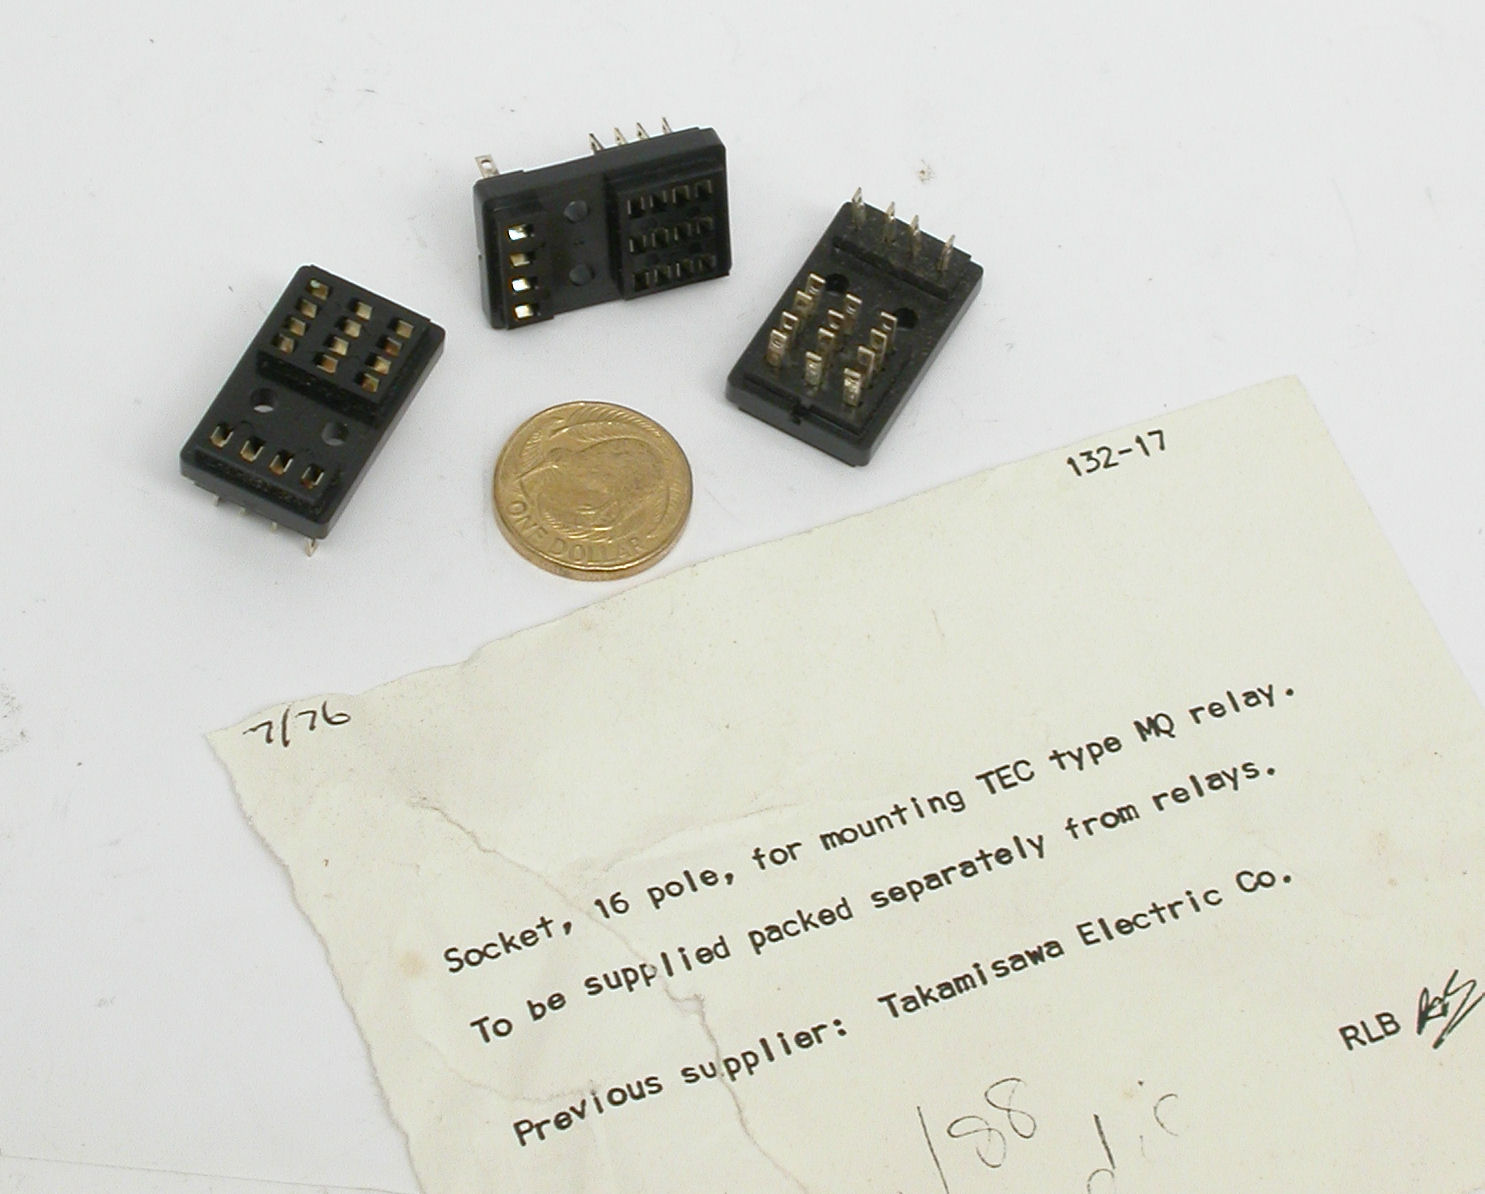 ONE DOLLAR
132-17
7/76
Socket, 16 pole, for mounting TEC type MQ relay.
To be supplied packed separately from relays.
Previous supplier: Takamisawa Electric Co.
RLB
188